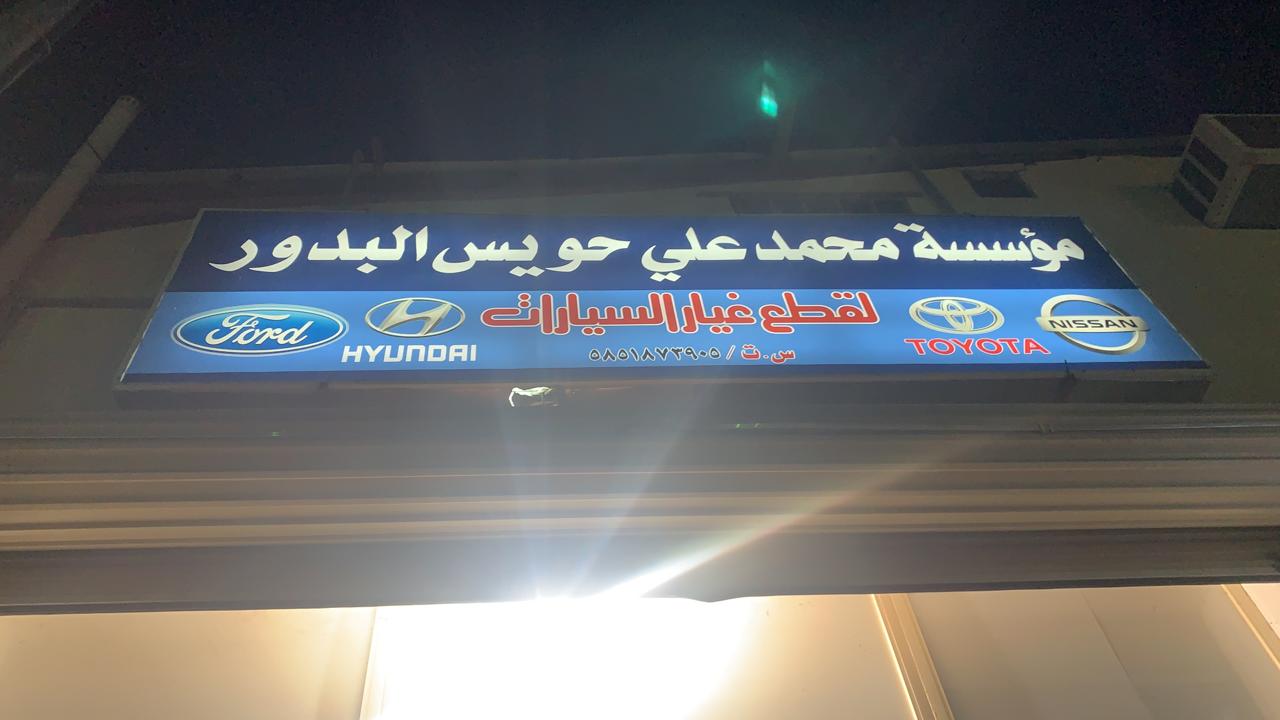 مؤسسة محمد علي حويس البدور
لقطع غيار السيارات
س.ت / ٥٨٥١٨٧٣٩٠٥
NISSAN
TOYOTA
HYUNDAI
Ford